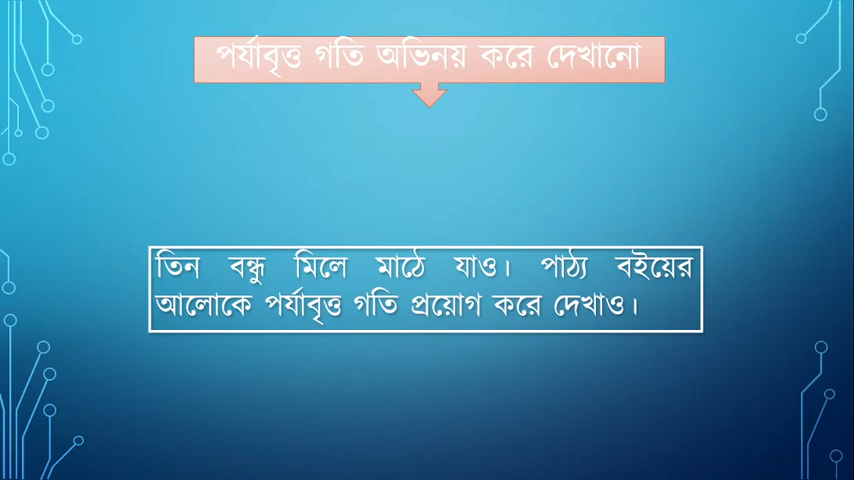 পর্যাবৃত্ত গতি অভিনয় করে দেখানো
তিন বন্ধু মিলে মাঠে যাও। পাঠ্য বইয়ের
আলোকে পর্যাবৃত্ত গতি প্রয়োগ করে দেখাও।